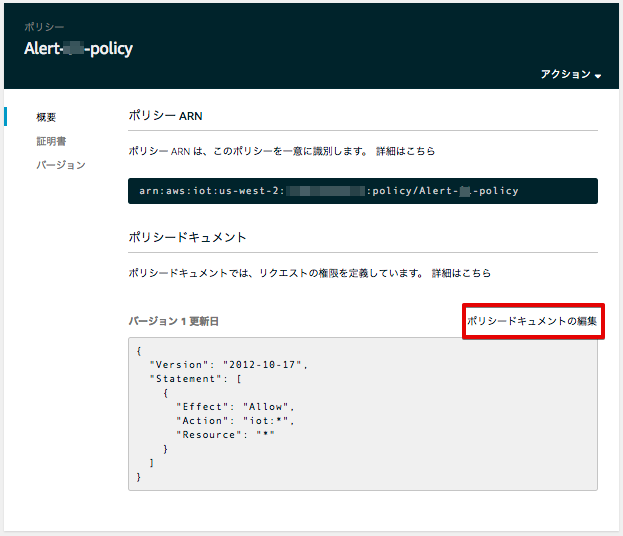 ポリシー
Alert- -policy
アクション
概要
証明書
バージョン
ポリシー ARN
ポリシー ARN は、このポリシーを一意に識別します。 詳細はこちら
arn:aws:iot:us-west-2: :policy/Alert- -policy
ポリシードキュメント
ポリシードキュメントでは、リクエストの権限を定義しています。 詳細はこちら
バージョン 1 更新日
ポリシードキュメントの編集
{
"Version": "2012-10-17",
"Statement": [
{
"Effect": "Allow",
"Action": "iot:*",
"Resource": "*"
}
]
}